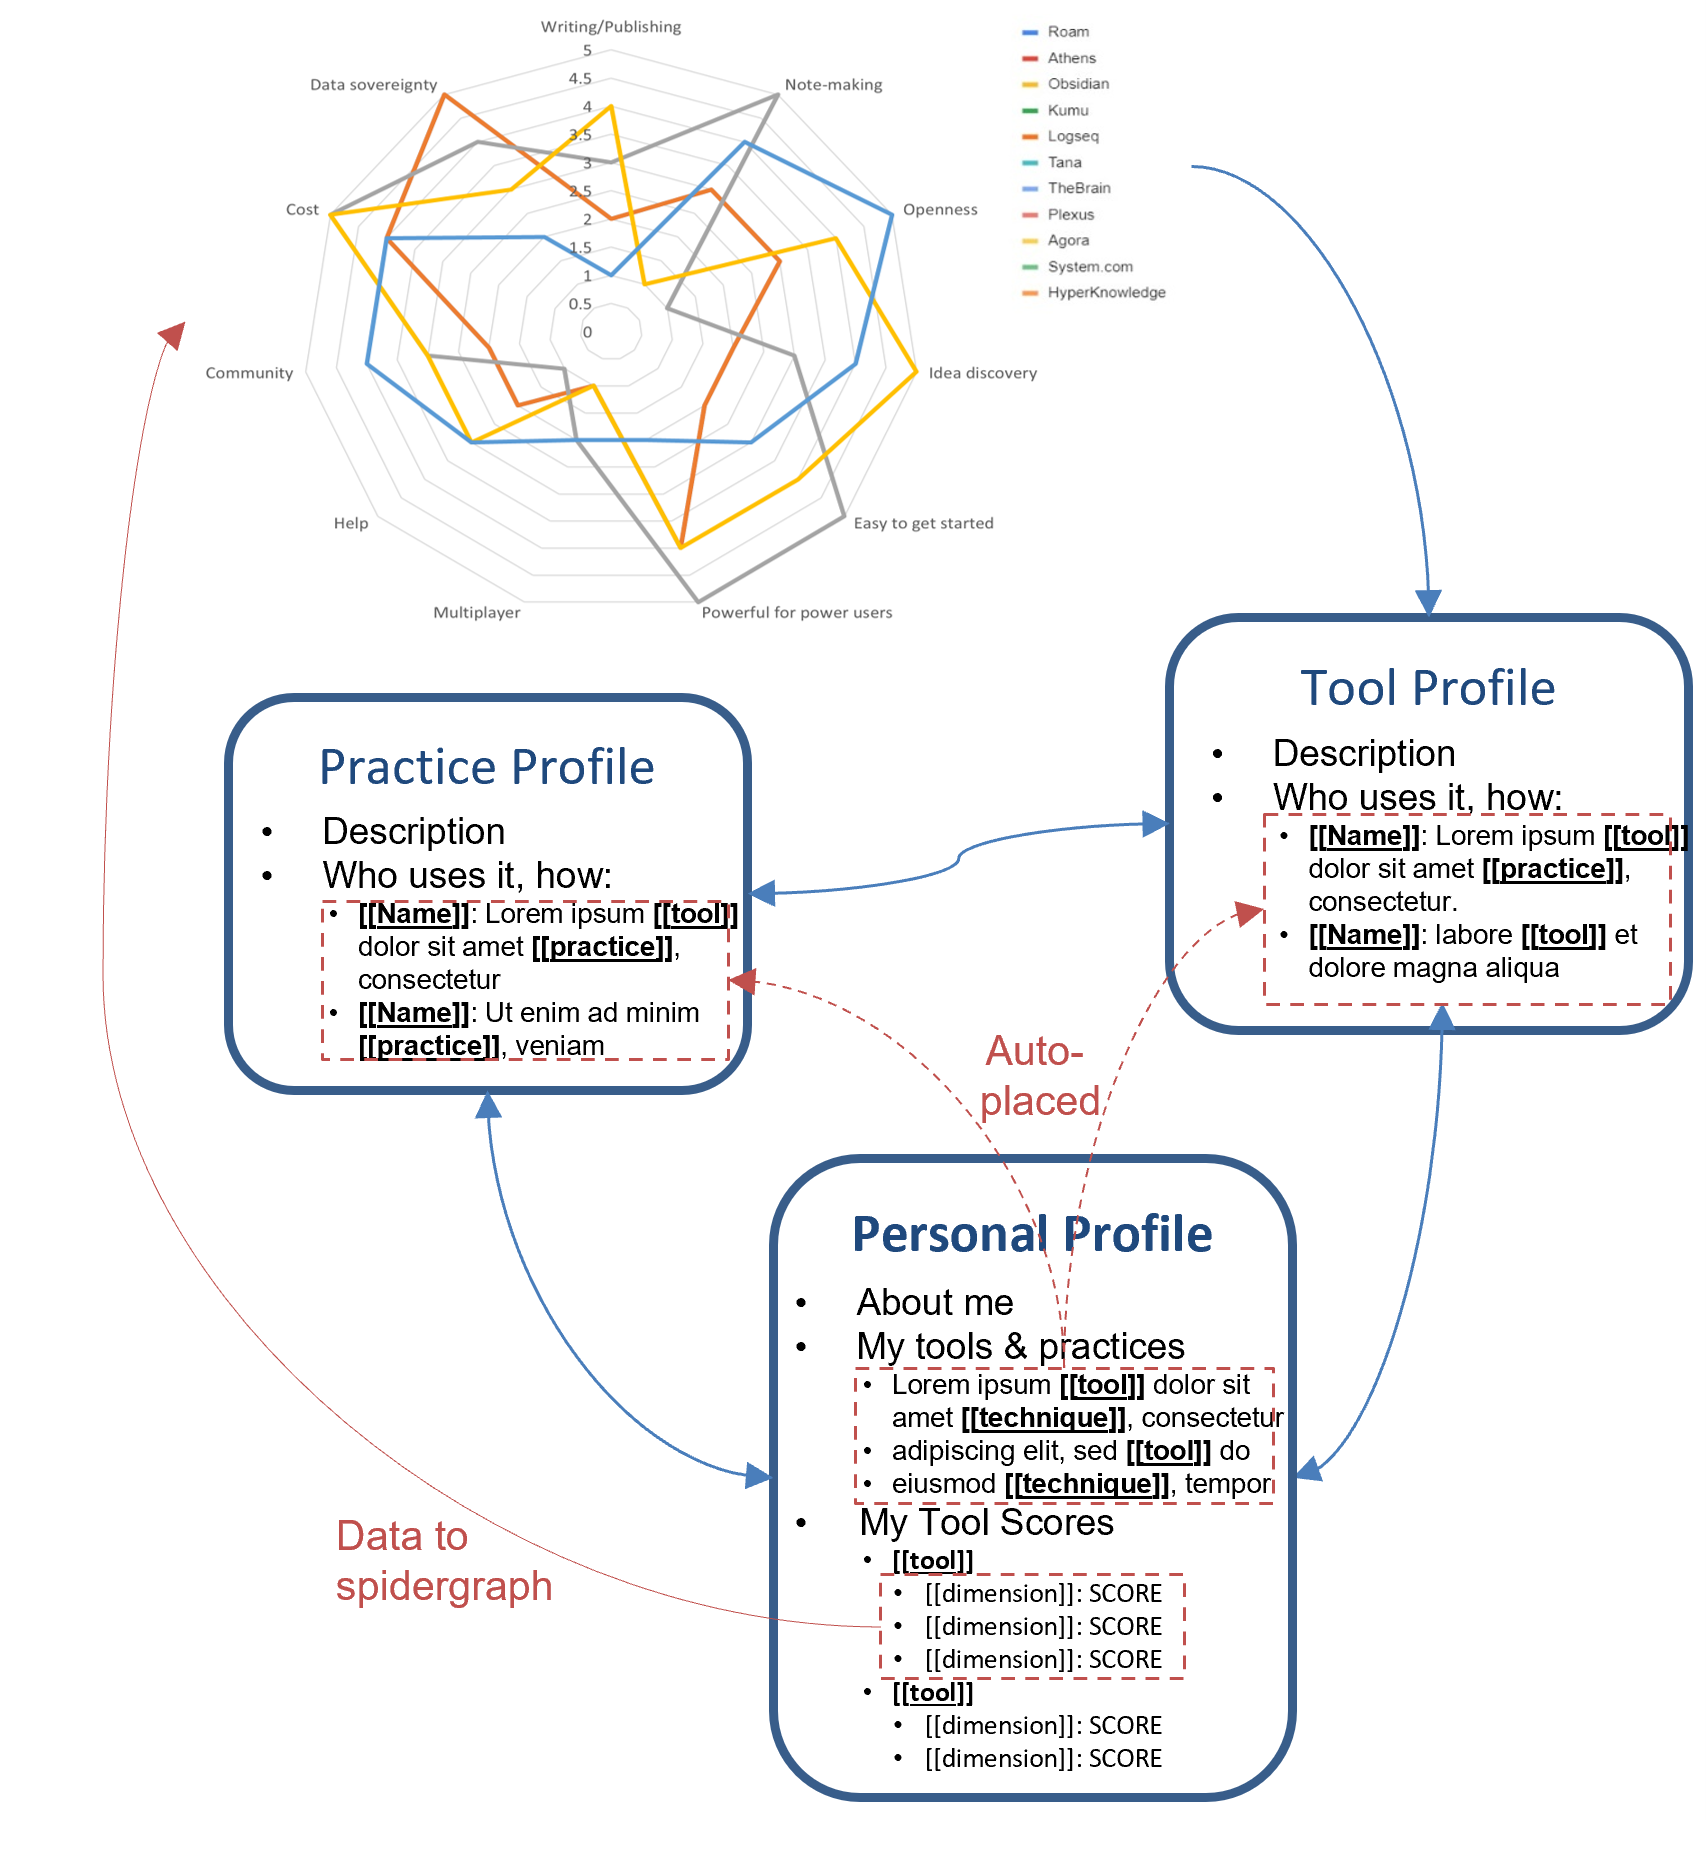 Writing/Publishing
5
4.5
4
3.5
3
2.5
2
1.5
1
0.5
0
Note-making
Openness
Idea discovery
Easy to get started
Powerful for power users
Multiplayer
Help
Community
Cost
Data sovereignty
Roam
Athens
Obsidian
Kumu
Logseq
Tana
TheBrain
Plexus
Agora
System.com
HyperKnowledge
Tool Profile
• Description
• Who uses it, how:
• [[Name]]: Lorem ipsum [[tool]]
dolor sit amet [[practice]],
consectetur.
• [[Name]]: labore [[tool]] et
dolore magna aliqua
Practice Profile
• Description
• Who uses it, how:
• [[Name]]: Lorem ipsum [[tool]]
dolor sit amet [[practice]],
consectetur
• [[Name]]: Ut enim ad minim
[[practice]], veniam
Auto-
placed
Personal Profile
• About me
• My tools & practices
• Lorem ipsum [[tool]] dolor sit
amet [[technique]], consectetur
• adipiscing elit, sed [[tool]] do
• eiusmod [[technique]], tempor
• My Tool Scores
• [[tool]]
• [[dimension]]: SCORE
• [[dimension]]: SCORE
• [[dimension]]: SCORE
• [[tool]]
• [[dimension]]: SCORE
• [[dimension]]: SCORE
Data to
spidergraph